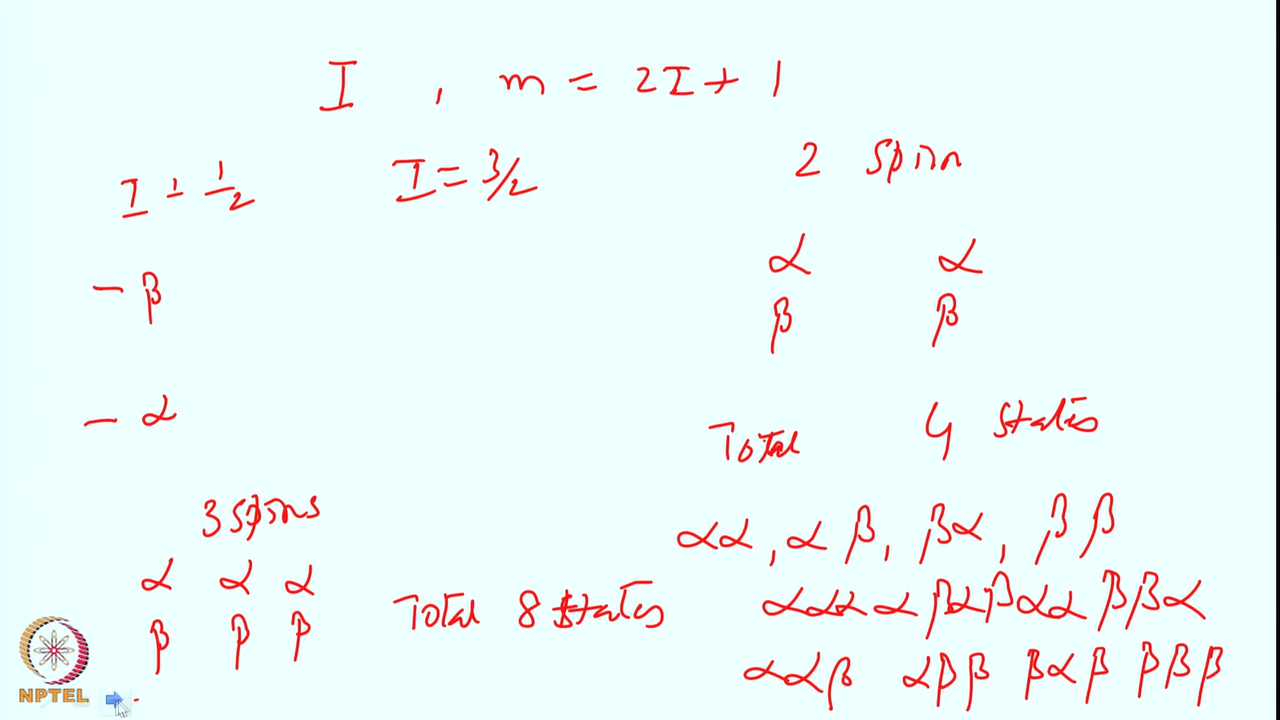 I , m = 2I + 1
I = 1/2 I = 3/2 2 spin
α α
- β β β
- α
Total 4 states
3 spins
αα, αβ, βα, ββ
α α α
Total 8 states ααα αβα βαα ββα
β β β
ααβ αββ βαβ βββ
NPTEL